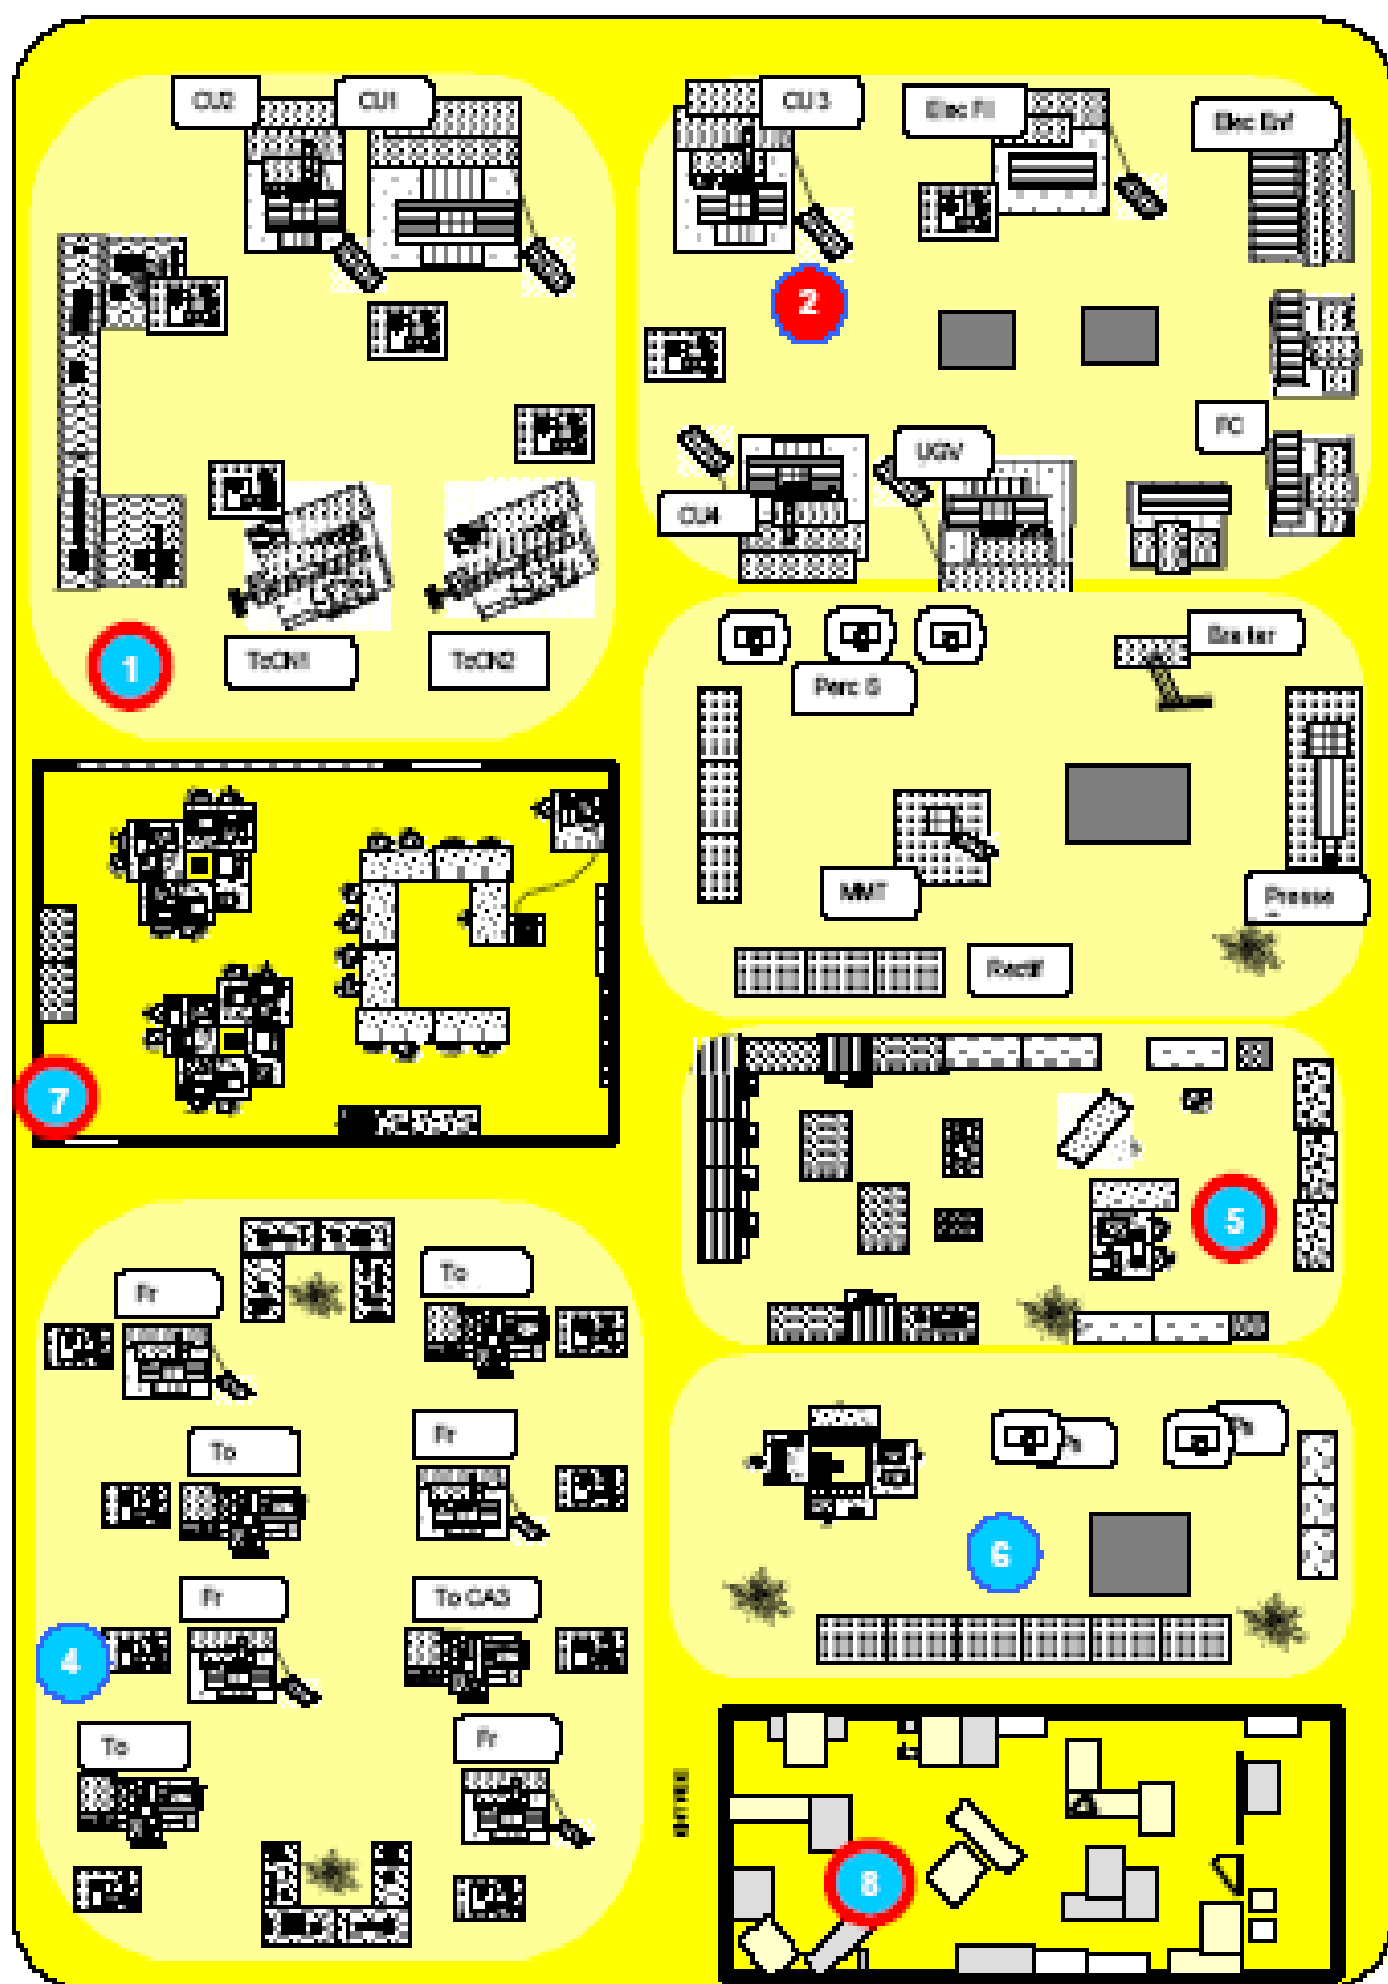 CU2
CU1
CU3
Elec Fil
Elec Enf
2
FC
UGV
CU4
1
ToCN1
ToCN2
Parc S
MMT
Presse
Rectif
7
5
Fr
To
To
Fr
6
Fr
To CA3
4
To
Fr
8